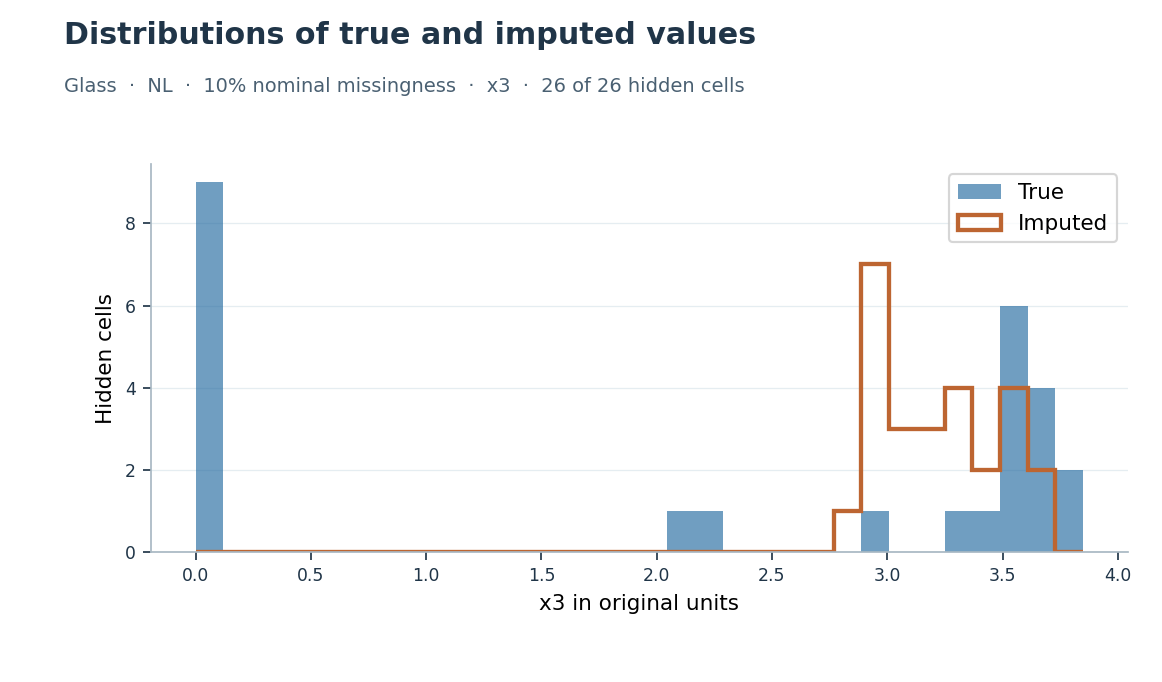 Distributions of true and imputed values
Glass · NL · 10% nominal missingness · x3 · 26 of 26 hidden cells
True
Imputed
Hidden cells
8
6
4
2
0
0.0 0.5 1.0 1.5 2.0 2.5 3.0 3.5 4.0
x3 in original units